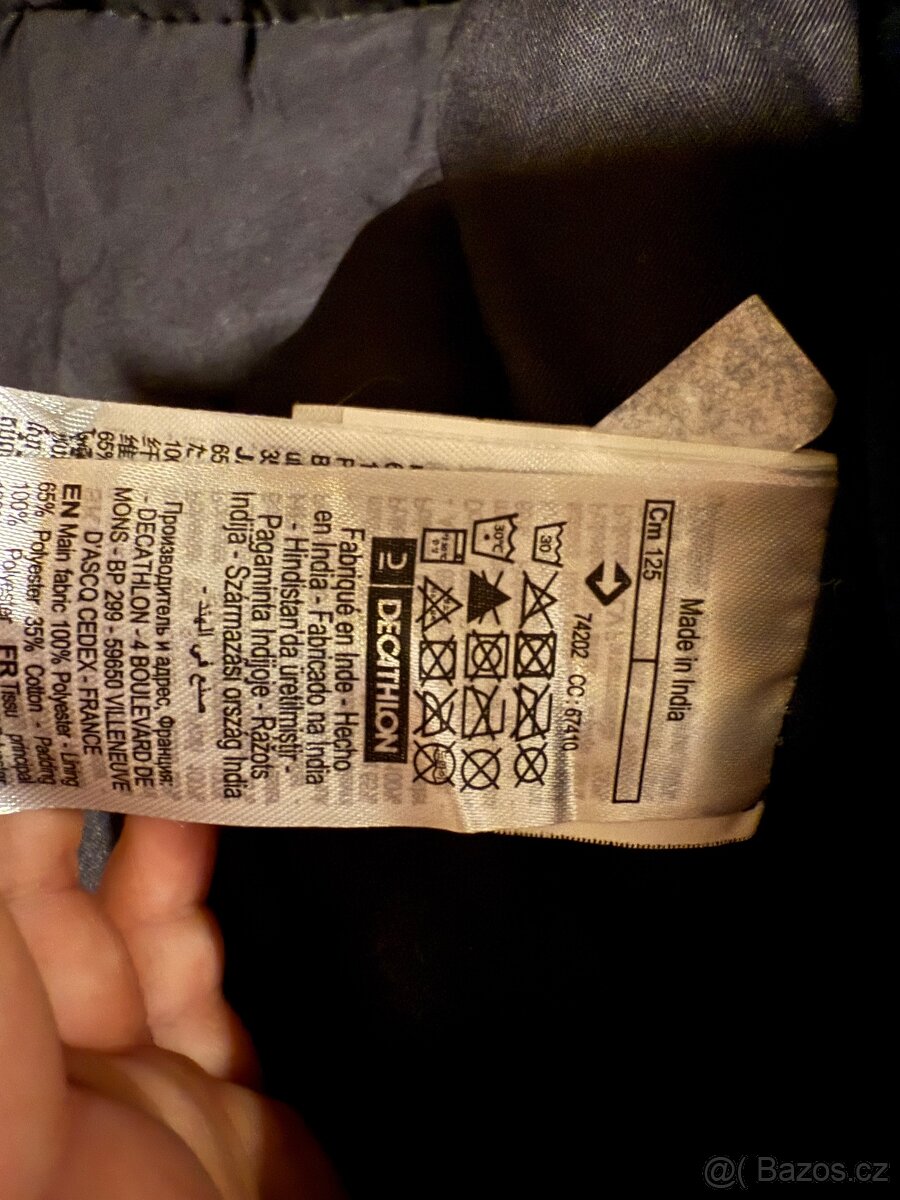 Made in India
Cm 125
74202 CC : 67410
30
30°C
DECATHLON
Fabriqué en Inde - Hecho
en India - Fabricado na India
- Hindistan'da üretilmistir -
Pagaminta Indijoje - Ražots
Indijā - Származási ország India
صنع في الهند -
Производитель и адрес, Франция:
- DECATHLON - 4 BOULEVARD DE
MONS - BP 299 - 59650 VILLENEUVE
D'ASCQ CEDEX - FRANCE
EN Main fabric 100% Polyester - Lining
65% Polyester 35% Cotton - Padding
100% Polyester FR Tissu principal
@( Bazos.cz